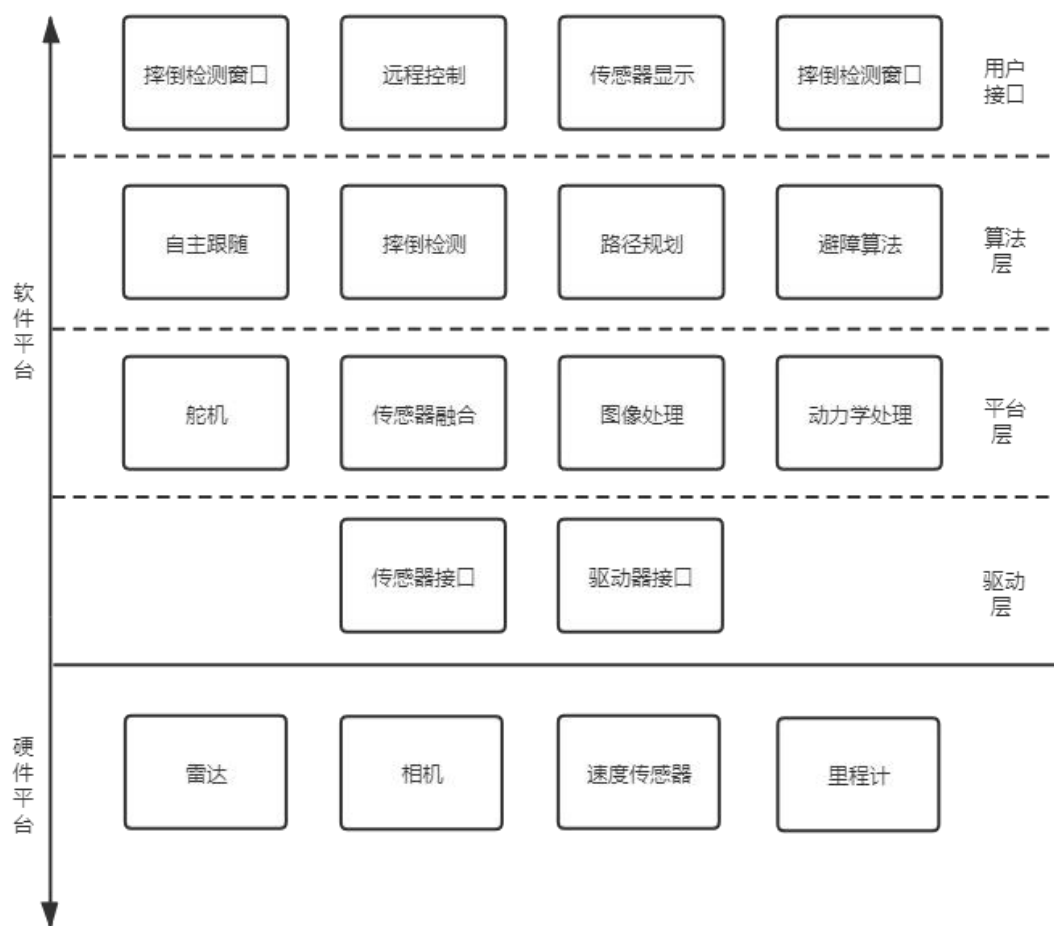 摔倒检测窗口
远程控制
传感器显示
摔倒检测窗口
用户
接口
自主跟随
摔倒检测
路径规划
避障算法
算法
层
软
件
平
台
舵机
传感器融合
图像处理
动力学处理
平台
层
传感器接口
驱动器接口
驱动
层
硬
件
平
台
雷达
相机
速度传感器
里程计